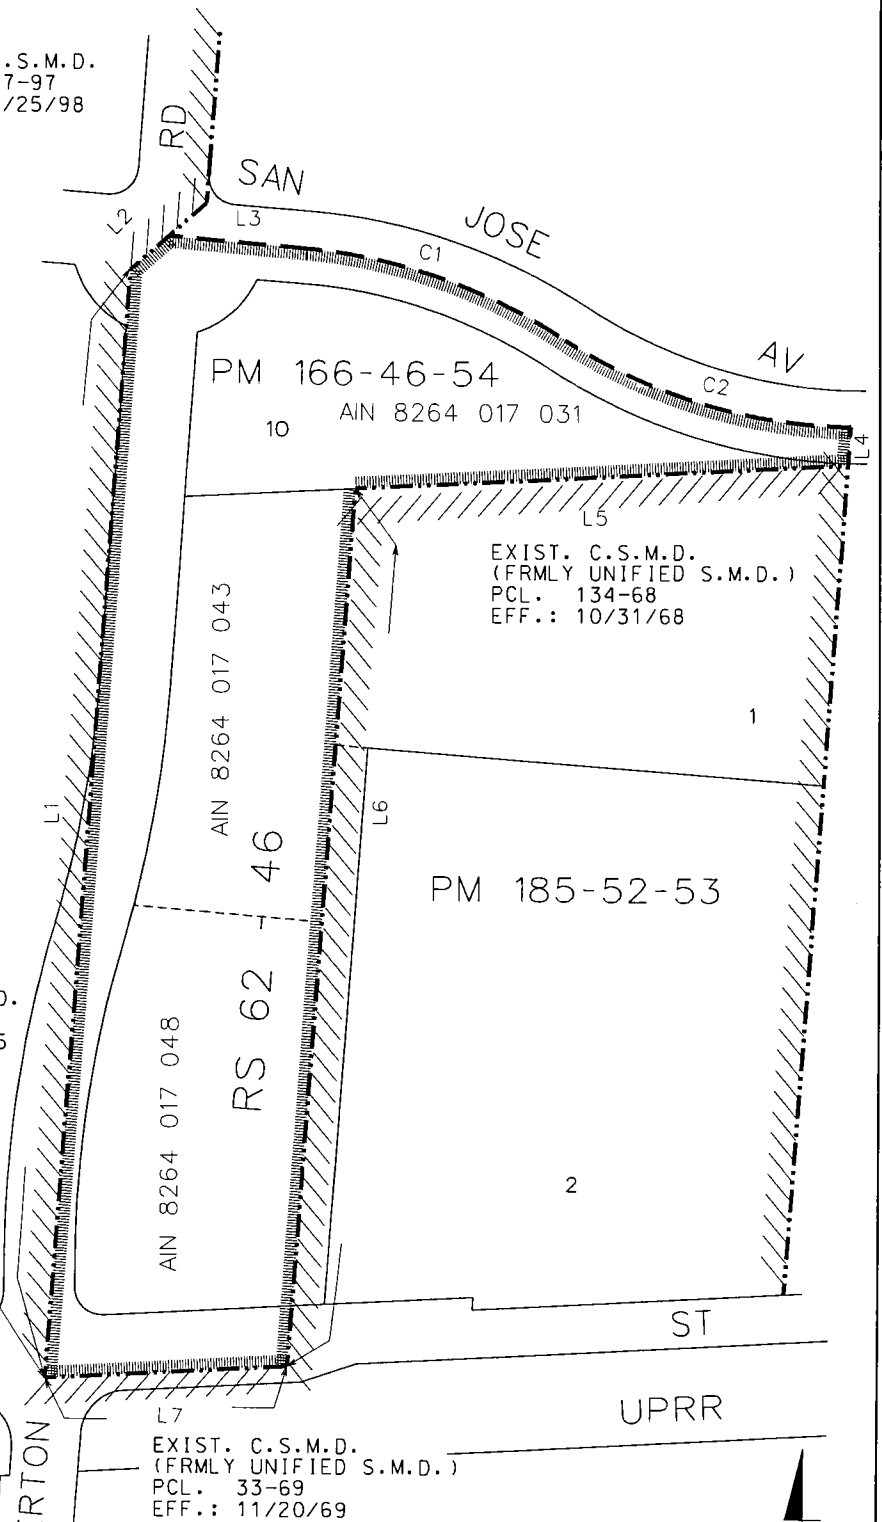 .S.M.D.
7-97
/25/98
RD
SAN
JOSE
AV
L2
L3
C1
C2
L4
PM 166-46-54
AIN 8264 017 031
10
L5
EXIST. C.S.M.D.
(FRMLY UNIFIED S.M.D.)
PCL. 134-68
EFF.: 10/31/68
AIN 8264 017 043
1
L1
L6
RS 62 - 46
PM 185-52-53
D.
AIN 8264 017 048
2
ST
UPRR
L7
EXIST. C.S.M.D.
(FRMLY UNIFIED S.M.D.)
PCL. 33-69
EFF.: 11/20/69
ERTON